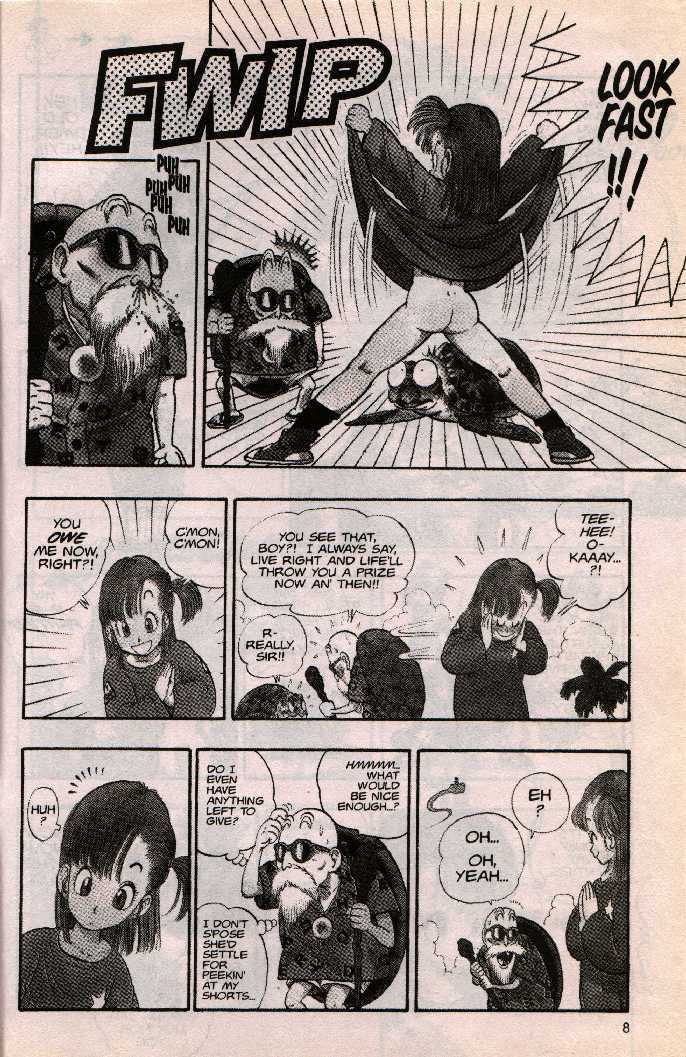 LOOK
FAST
!!!
FWIP
PUH
PUH
PUH
PUH
PUH
TEE-
HEE!
O-
KAAAY...
?!
YOU SEE THAT,
BOY?! I ALWAYS SAY,
LIVE RIGHT AND LIFE'LL
THROW YOU A PRIZE
NOW AN' THEN!!
R-
REALLY,
SIR!!
C'MON,
C'MON!
YOU
OWE
ME NOW,
RIGHT?!
EH
?
OH...
OH,
YEAH...
HMMMM...
WHAT
WOULD
BE NICE
ENOUGH...?
DO I
EVEN
HAVE
ANYTHING
LEFT TO
GIVE?
I DON'T
S'POSE
SHE'D
SETTLE
FOR
PEEKIN'
AT MY
SHORTS...
HUH
?
8